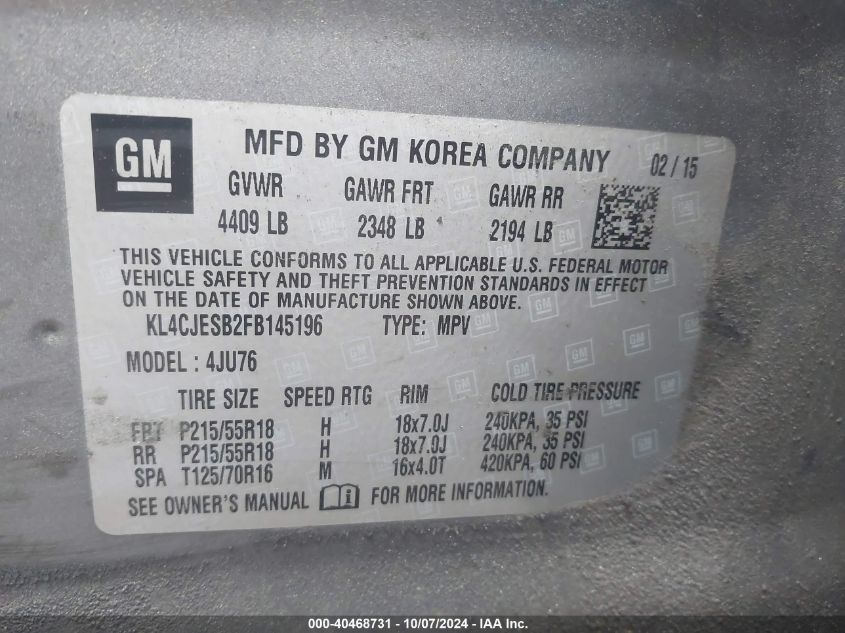 GM
MFD BY GM KOREA COMPANY 02/15
GVWR GAWR FRT GAWR RR
4409 LB 2348 LB 2194 LB
THIS VEHICLE CONFORMS TO ALL APPLICABLE U.S. FEDERAL MOTOR
VEHICLE SAFETY AND THEFT PREVENTION STANDARDS IN EFFECT
ON THE DATE OF MANUFACTURE SHOWN ABOVE.
KL4CJESB2FB145196 TYPE: MPV
MODEL : 4JU76
TIRE SIZE SPEED RTG RIM COLD TIRE PRESSURE
FRT P215/55R18 H 18x7.0J 240KPA, 35 PSI
RR P215/55R18 H 18x7.0J 240KPA, 35 PSI
SPA T125/70R16 M 16x4.0T 420KPA, 60 PSI
SEE OWNER'S MANUAL FOR MORE INFORMATION.
000-40468731 - 10/07/2024 - IAA Inc.